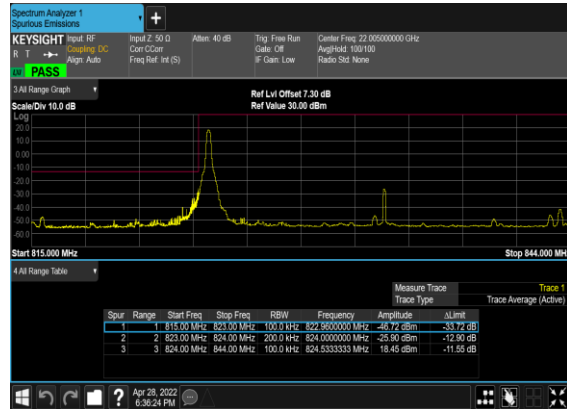 Spectrum Analyzer 1
Spurious Emissions
KEYSIGHT Input: RF Input Z: 50 Ω Atten: 40 dB Trig: Free Run Center Freq: 22.005000000 GHz
R T Coupling: DC Corr CCorr Gate: Off Avg|Hold: 100/100
Align: Auto Freq Ref: Int (S) IF Gain: Low Radio Std: None
PASS
3 All Range Graph
Ref Lvl Offset 7.30 dB
Scale/Div 10.0 dB Ref Value 30.00 dBm
Log
20.0
10.0
0.00
-10.0
-20.0
-30.0
-40.0
-50.0
-60.0
Start 815.000 MHz Stop 844.000 MH
4 All Range Table
Measure Trace Trace 1
Trace Type Trace Average (Active)
Spur Range Start Freq Stop Freq RBW Frequency Amplitude ΔLimit
1 1 815.00 MHz 823.00 MHz 100.0 kHz 822.9600000 MHz -46.72 dBm -33.72 dB
2 2 823.00 MHz 824.00 MHz 200.0 kHz 824.0000000 MHz -25.90 dBm -12.90 dB
3 3 824.00 MHz 844.00 MHz 100.0 kHz 824.5333333 MHz 18.45 dBm -11.55 dB
? Apr 28, 2022
6:36:24 PM